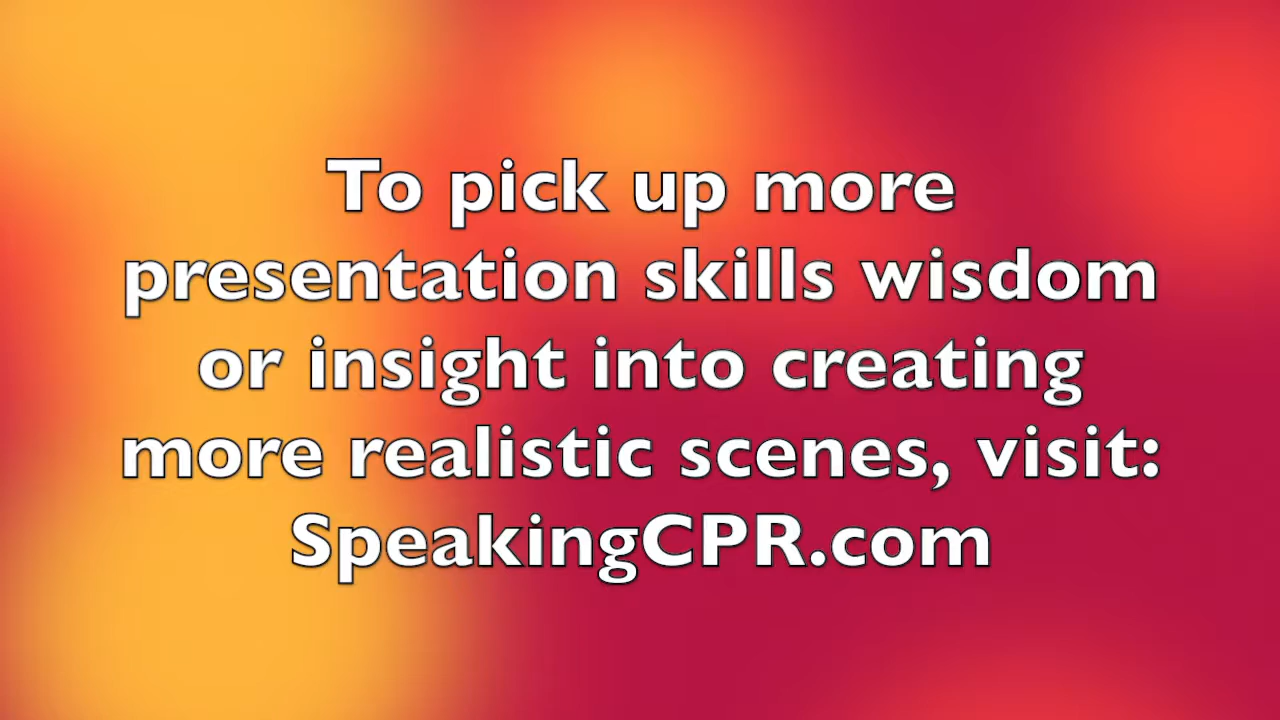 To pick up more
presentation skills wisdom
or insight into creating
more realistic scenes, visit:
SpeakingCPR.com